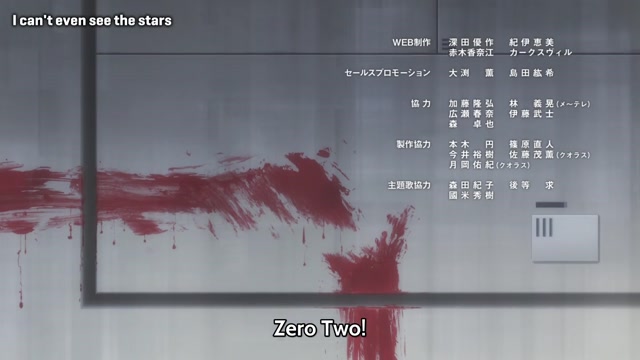 I can't even see the stars
WEB制作 深田優作 紀伊恵美
赤木香奈江 カークスヴィル
セールスプロモーション 大渕 薫 島田紘希
協力 加藤隆弘 林 義晃(メ〜テレ)
広瀬春奈 伊藤武士
森 卓也
製作協力 本木 円 篠原直人
今井裕樹 佐藤茂薫(クオラス)
月岡佑紀(クオラス)
主題歌協力 森田紀子 後等 求
國米秀樹
Zero Two!